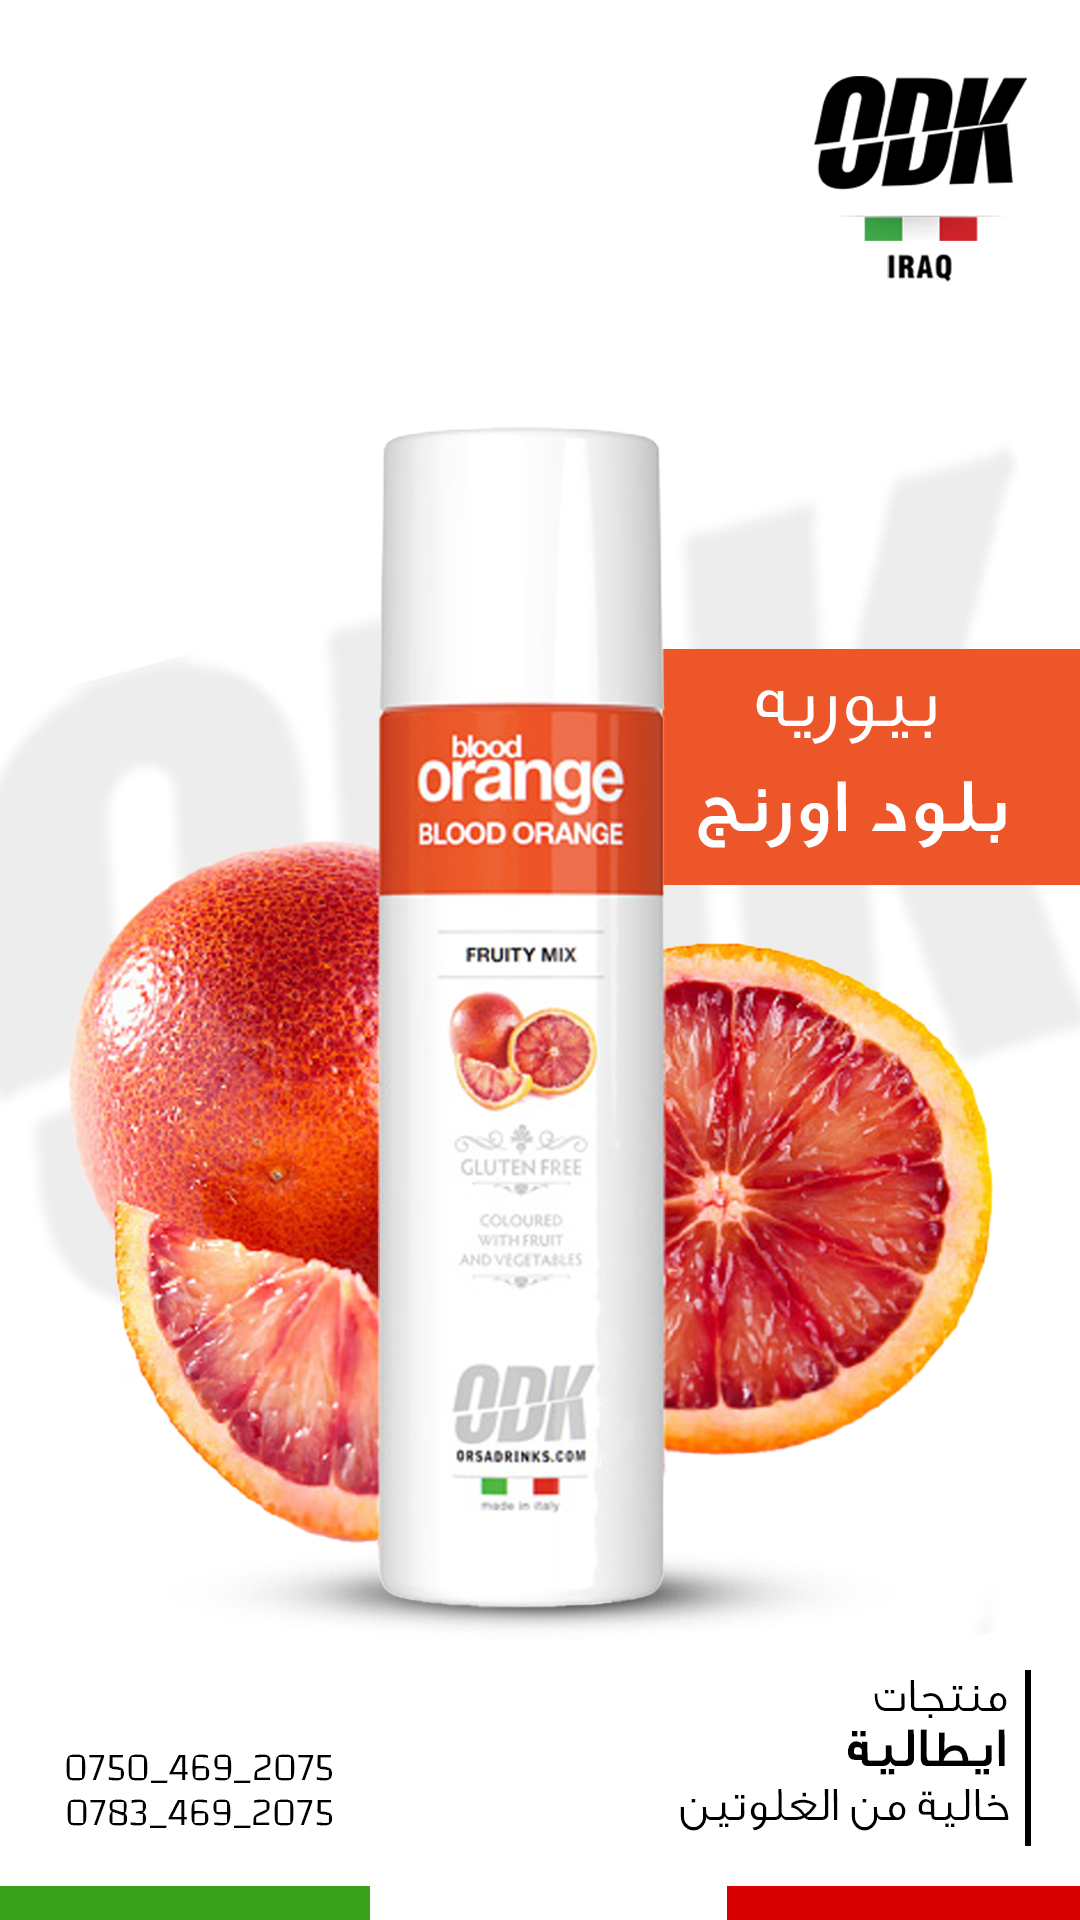 ODK
IRAQ
بيوريه
بلود اورنج
blood
orange
BLOOD ORANGE
FRUITY MIX
GLUTEN FREE
COLOURED
WITH FRUIT
AND VEGETABLES
ODK
ORSADRINKS.COM
made in italy
منتجات
ايطالية
خالية من الغلوتين
0750_469_2075
0783_469_2075